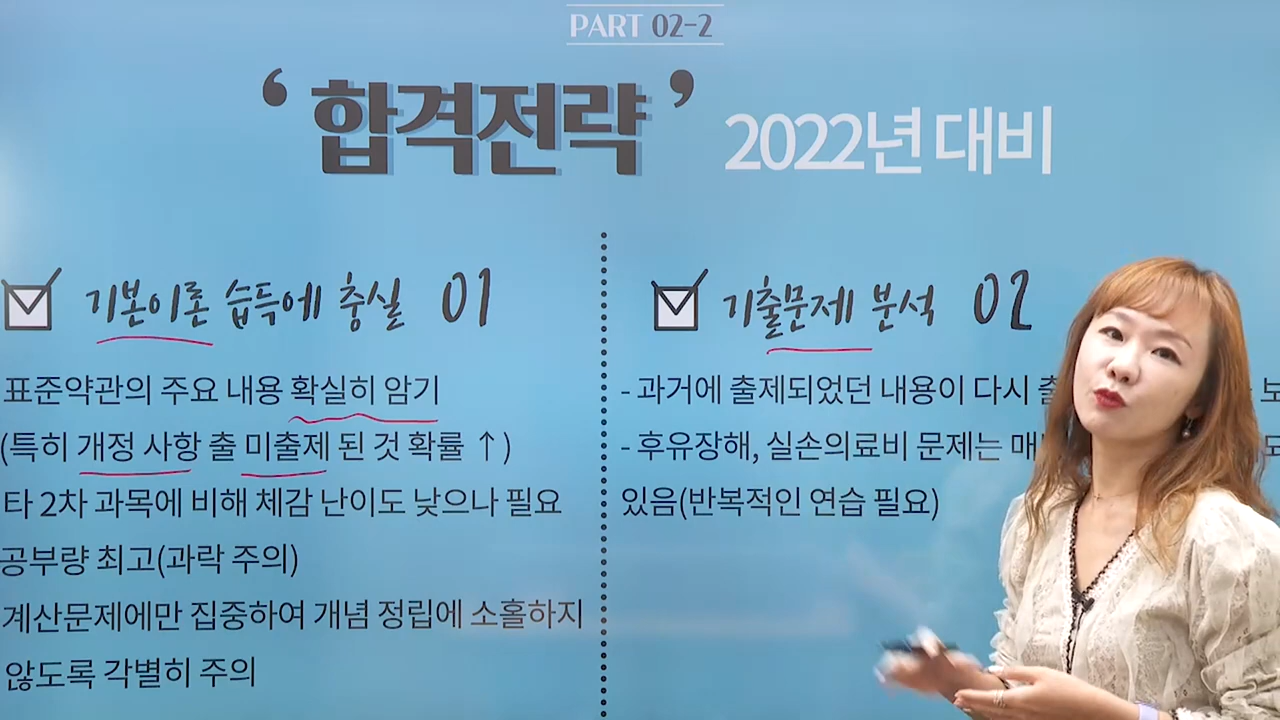 PART 02-2
‘합격전략’ 2022년 대비
기본이론 습득에 충실 01
표준약관의 주요 내용 확실히 암기
(특히 개정 사항 출 미출제 된 것 확률 ↑)
타 2차 과목에 비해 체감 난이도 낮으나 필요
공부량 최고(과락 주의)
계산문제에만 집중하여 개념 정립에 소홀하지
않도록 각별히 주의
기출문제 분석 02
- 과거에 출제되었던 내용이 다시
- 후유장해, 실손의료비 문제는
있음(반복적인 연습 필요)